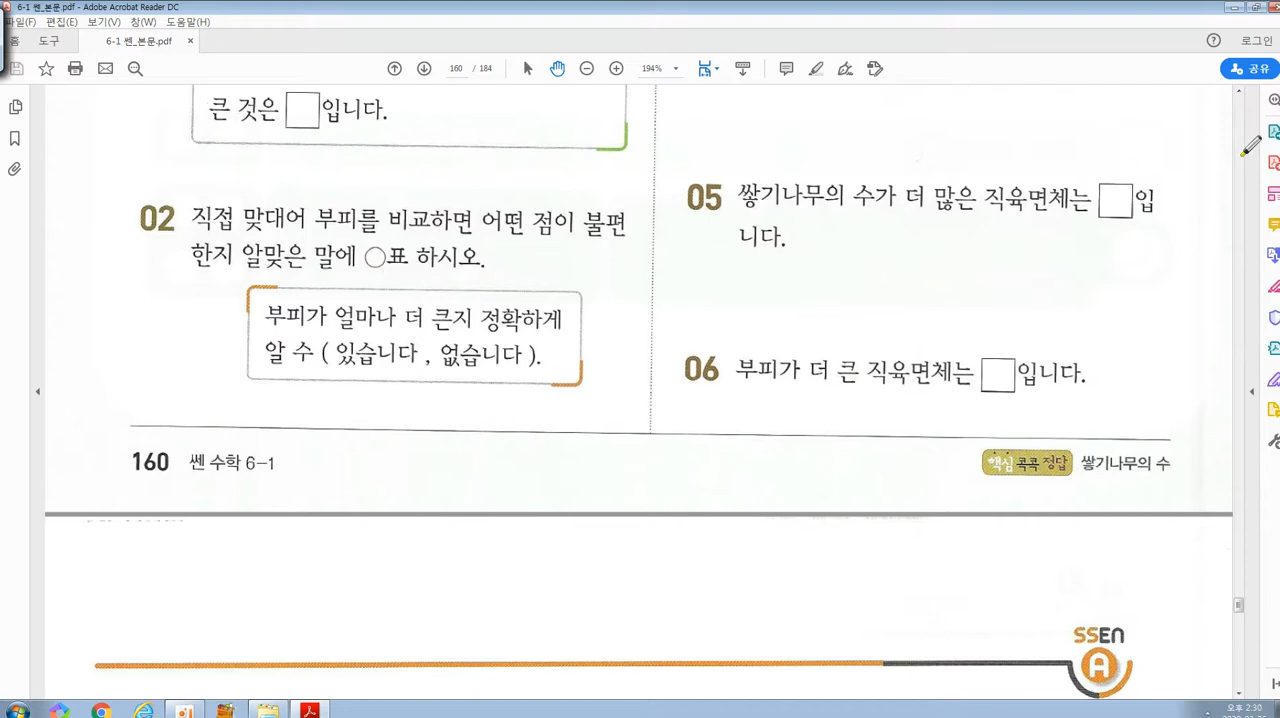 6-1 쎈_본문.pdf - Adobe Acrobat Reader DC
파일(F) 편집(E) 보기(V) 창(W) 도움말(H)
홈 도구 6-1 쎈_본문.pdf × 로그인
160 / 184 194% 공유
큰 것은 □입니다.
02 직접 맞대어 부피를 비교하면 어떤 점이 불편
한지 알맞은 말에 ○표 하시오.
부피가 얼마나 더 큰지 정확하게
알 수 ( 있습니다 , 없습니다 ).
05 쌓기나무의 수가 더 많은 직육면체는 □입
니다.
06 부피가 더 큰 직육면체는 □입니다.
160 쎈 수학 6-1
핵심 콕콕 정답 쌓기나무의 수
SSEN
A
오후 2:30